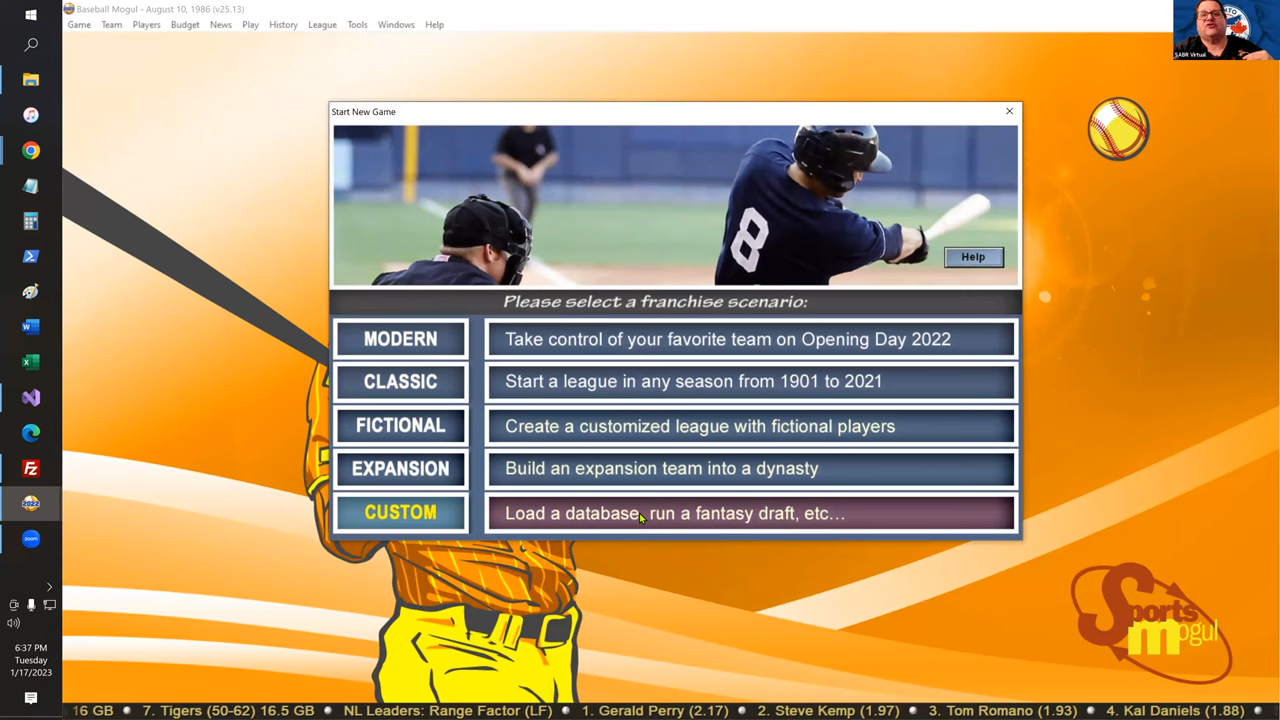 Baseball Mogul - August 10, 1986 (v25.13)
Game Team Players Budget News Play History League Tools Windows Help
SABR Virtual
Start New Game
8
Help
Please select a franchise scenario:
MODERN Take control of your favorite team on Opening Day 2022
CLASSIC Start a league in any season from 1901 to 2021
FICTIONAL Create a customized league with fictional players
EXPANSION Build an expansion team into a dynasty
CUSTOM Load a database, run a fantasy draft, etc...
Sports
Mogul
6:37 PM
Tuesday
1/17/2023
16 GB • 7. Tigers (50-62) 16.5 GB • NL Leaders: Range Factor (LF) • 1. Gerald Perry (2.17) • 2. Steve Kemp (1.97) • 3. Tom Romano (1.93) • 4. Kal Daniels (1.88) •